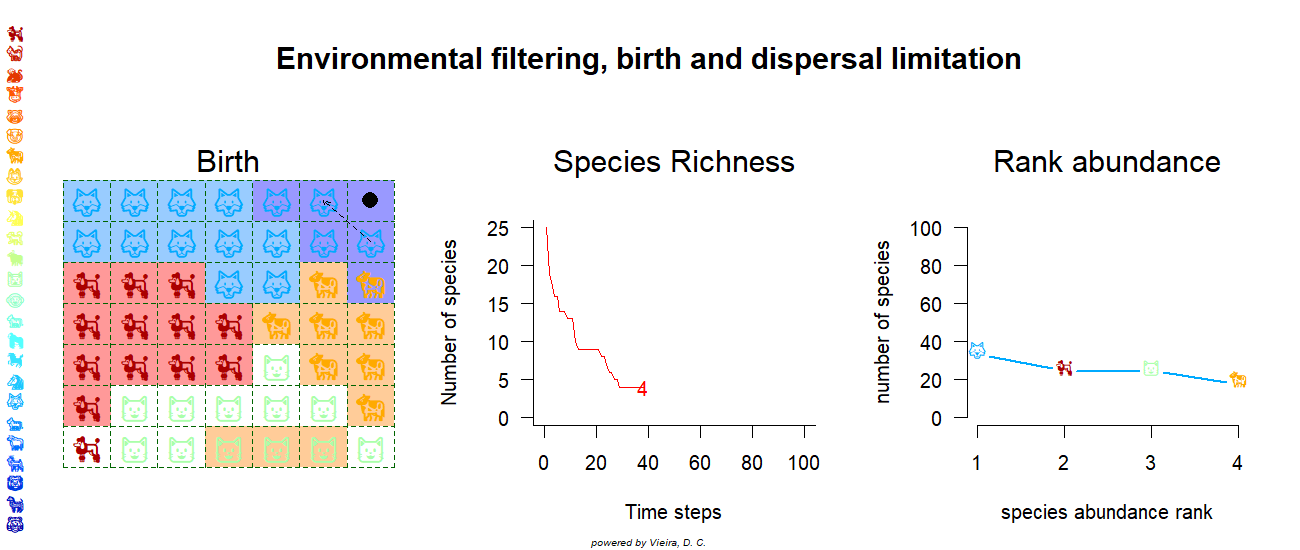 Environmental filtering, birth and dispersal limitation
Birth
Species Richness
Rank abundance
Number of species
25
20
15
10
5
0
4
0 20 40 60 80 100
Time steps
number of species
100
80
60
40
20
0
1 2 3 4
species abundance rank
powered by Vieira, D. C.